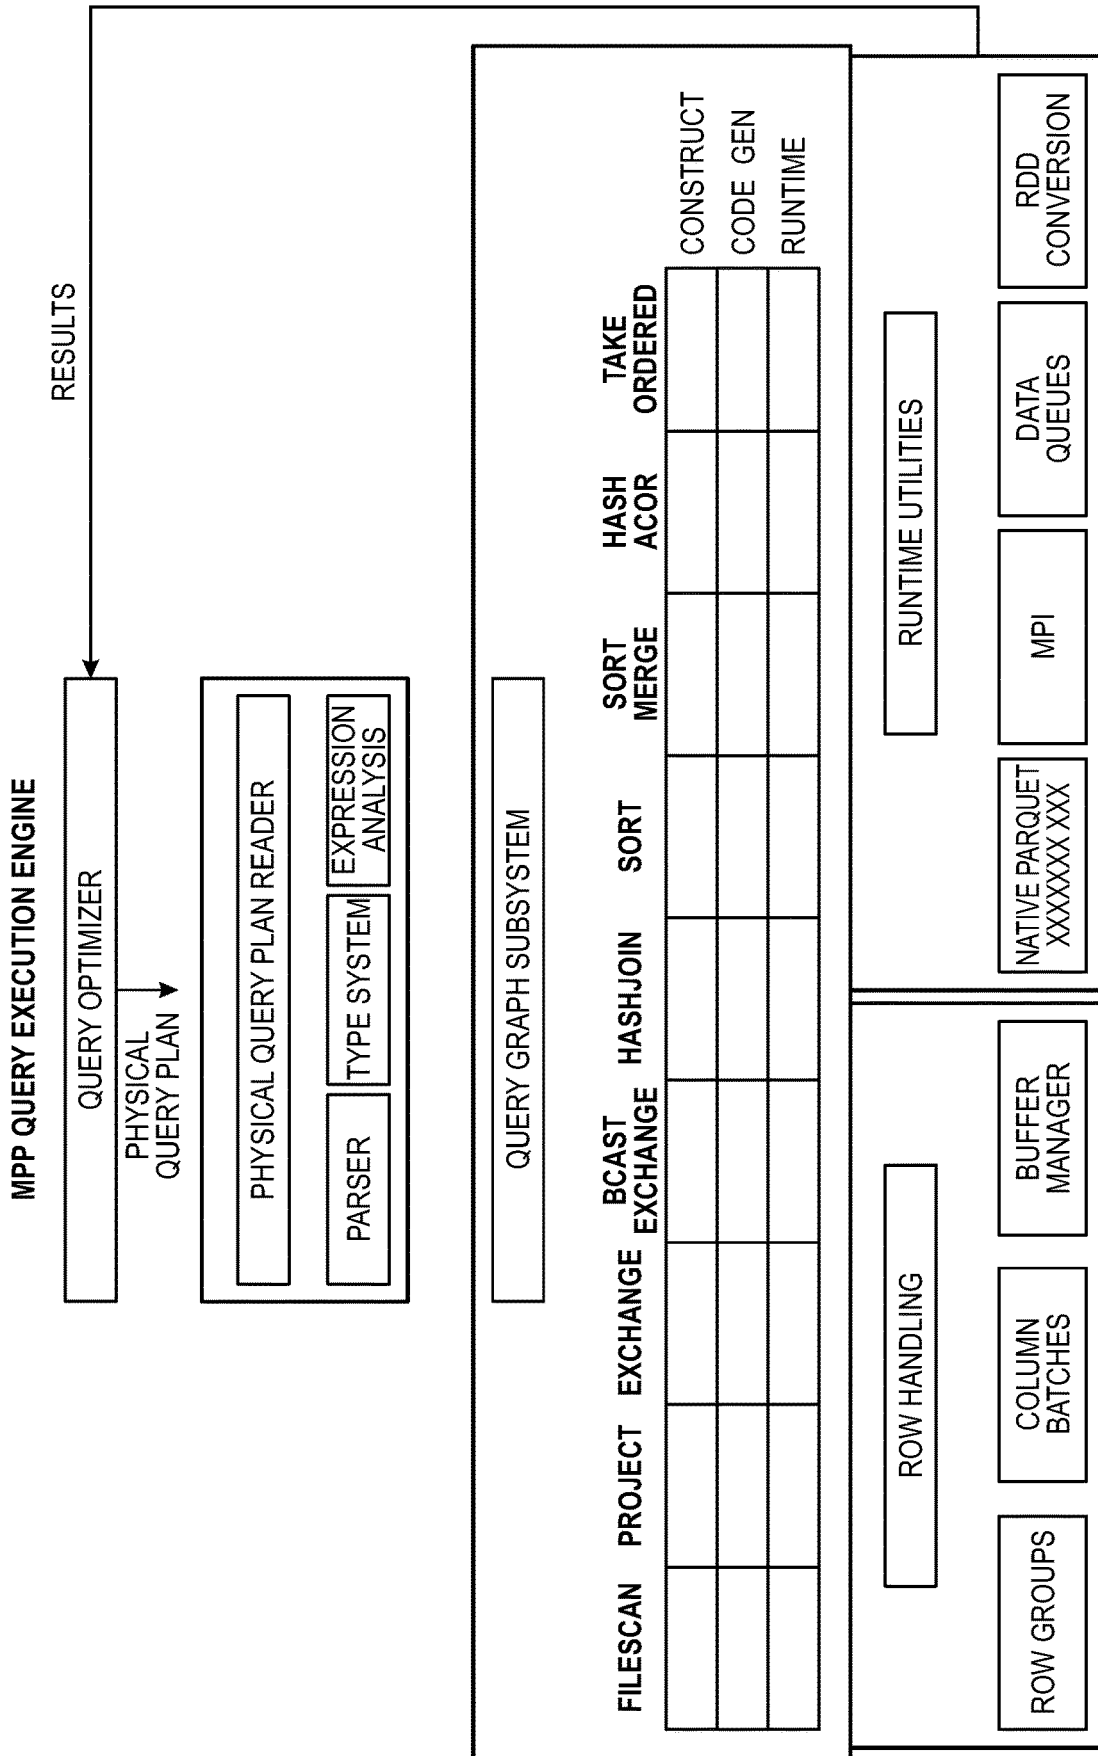 MPP QUERY EXECUTION ENGINE
QUERY OPTIMIZER
RESULTS
PHYSICAL
QUERY PLAN
PHYSICAL QUERY PLAN READER
PARSER
TYPE SYSTEM
EXPRESSION
ANALYSIS
QUERY GRAPH SUBSYSTEM
FILESCAN
PROJECT
EXCHANGE
BCAST
EXCHANGE
HASHJOIN
SORT
SORT
MERGE
HASH
ACOR
TAKE
ORDERED
CONSTRUCT
CODE GEN
RUNTIME
ROW HANDLING
ROW GROUPS
COLUMN
BATCHES
BUFFER
MANAGER
RUNTIME UTILITIES
NATIVE PARQUET
XXXXXX XXX
MPI
DATA
QUEUES
RDD
CONVERSION